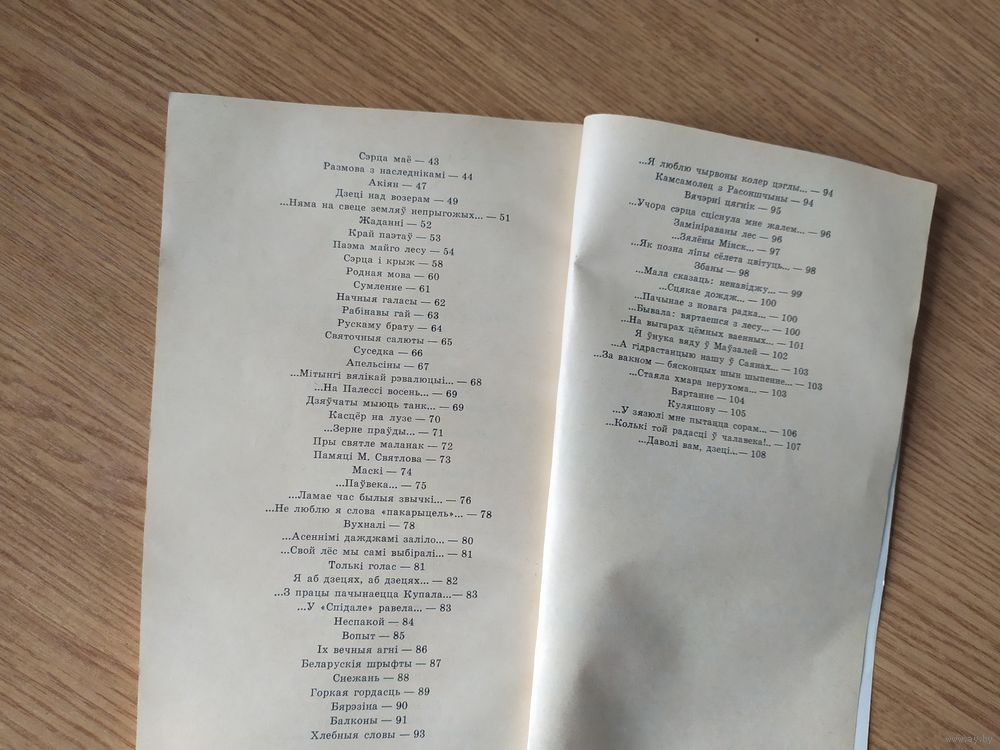 Сэрца маё — 43
Размова з наследнікамі — 44
Акіян — 47
Дзеці над возерам — 49
...Няма на свеце земляў непрыгожых... — 51
Жаданні — 52
Край паэтаў — 53
Паэма майго лесу — 54
Сэрца і крыж — 58
Родная мова — 60
Сумленне — 61
Начныя галасы — 62
Рабінавы гай — 63
Рускаму брату — 64
Святочныя салюты — 65
Суседка — 66
Апельсіны — 67
...Мітынгі вялікай рэвалюцыі... — 68
...На Палессі восень... — 69
Дзяўчаты мыюць танк... — 69
Касцёр на лузе — 70
...Зерне праўды... — 71
Пры святле маланак — 72
Памяці М. Святлова — 73
Маскі — 74
...Паўвека... — 75
...Ламае час былыя звычкі... — 76
...Не люблю я слова «пакарыцель»... — 78
Вухналі — 78
...Асеннімі дажджамі заліло... — 80
...Свой лёс мы самі выбіралі... — 81
Толькі голас — 81
Я аб дзецях, аб дзецях... — 82
...З працы пачынаецца Купала... — 83
...У «Спідале» равела... — 83
Неспакой — 84
Вопыт — 85
Іх вечныя агні — 86
Беларускія шрыфты — 87
Снежань — 88
Горкая гордасць — 89
Бярэзіна — 90
Балконы — 91
Хлебныя словы — 93
...Я люблю чырвоны колер цэглы... — 94
Камсамолец з Расоншчыны — 94
Вячэрні цягнік — 95
...Учора сэрца сціснула мне жалем... — 96
Замініраваны лес — 96
...Зялёны Мінск... — 97
...Як позна ліпы сёлета цвітуць... — 98
Збаны — 98
...Мала сказаць: ненавіджу... — 99
...Сцякае дождж... — 100
...Пачынае з новага радка... — 100
...Бывала: вяртаешся з лесу... — 100
...На выгарах цёмных ваенных... — 101
Я ўнука вяду ў Маўзалей — 102
...А гідрастанцыю нашу ў Саянах... — 103
...За вакном — бясконцых шын шыпенне... — 103
...Стаяла хмара нерухома... — 103
Вяртанне — 104
Куляшову — 105
...У зязюлі мне пытацца сорам... — 106
...Колькі той радасці ў чалавека!.. — 107
...Даволі вам, дзеці... — 108
www.ay.by